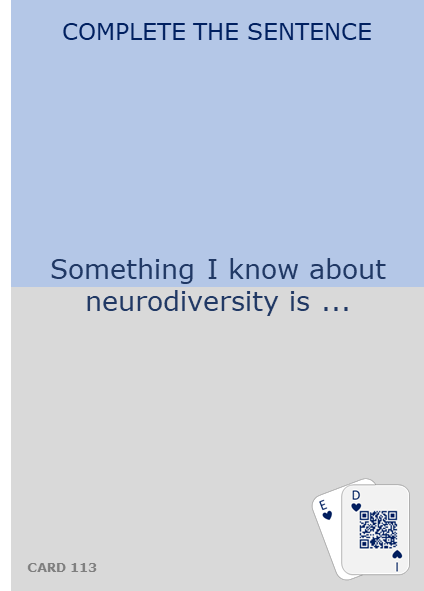 COMPLETE THE SENTENCE
Something I know about
neurodiversity is ...
E
D
I
CARD 113